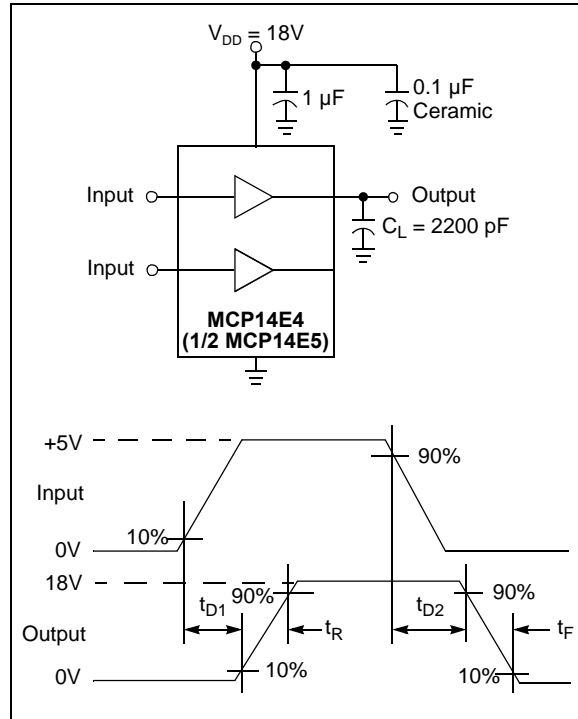 V_DD = 18V
1 µF
0.1 µF
Ceramic
Input
Output
C_L = 2200 pF
Input
MCP14E4
(1/2 MCP14E5)
+5V
90%
Input
10%
0V
18V
90%
t_D1
t_R
t_D2
90%
t_F
Output
10%
10%
0V